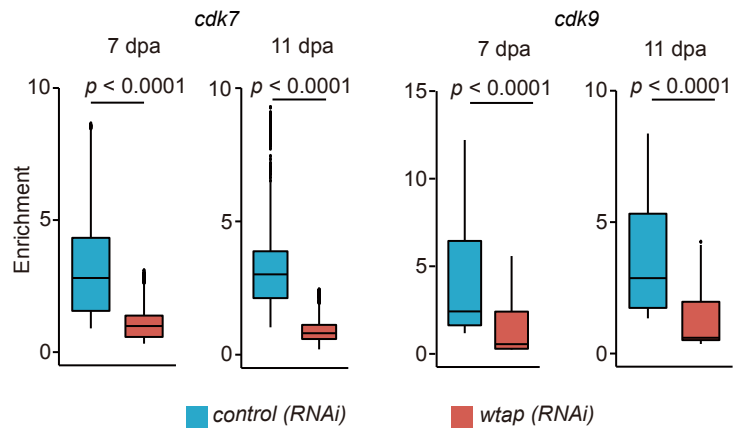 cdk7
cdk9
7 dpa
11 dpa
7 dpa
11 dpa
p < 0.0001
p < 0.0001
p < 0.0001
p < 0.0001
Enrichment
10
5
0
10
5
0
15
10
5
0
10
5
0
control (RNAi)
wtap (RNAi)